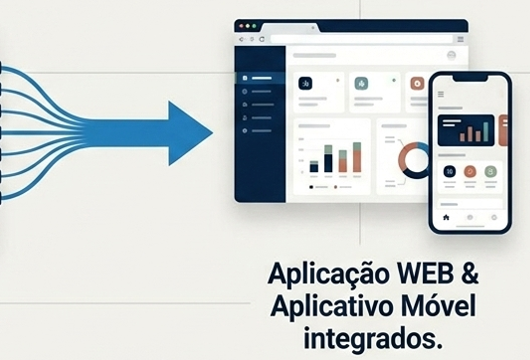 Aplicação WEB &
Aplicativo Móvel
integrados.